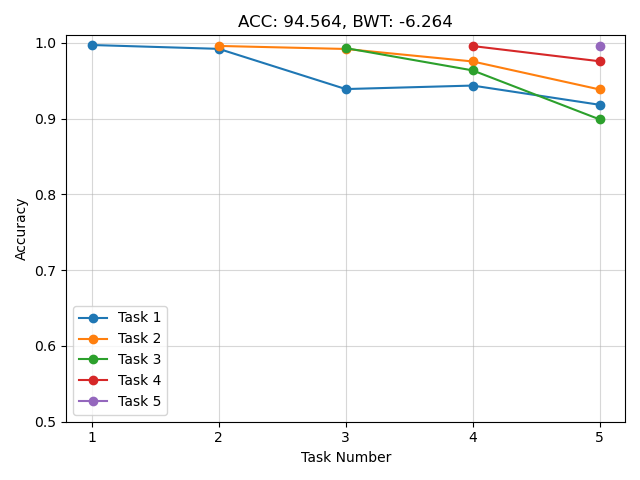 ACC: 94.564, BWT: -6.264
1.0
0.9
0.8
0.7
0.6
0.5
Accuracy
Task 1
Task 2
Task 3
Task 4
Task 5
1 2 3 4 5
Task Number